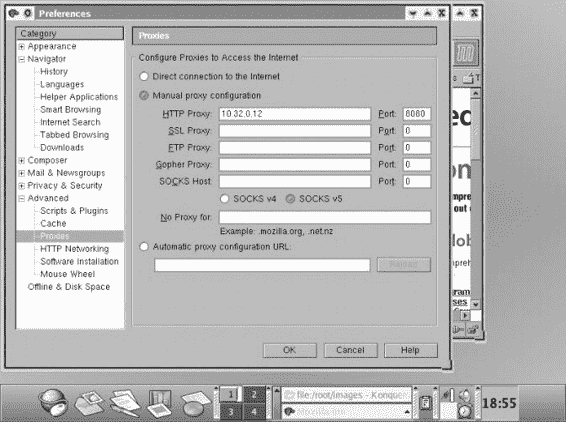 Preferences
Category
Appearance
Navigator
History
Languages
Helper Applications
Smart Browsing
Internet Search
Tabbed Browsing
Downloads
Composer
Mail & Newsgroups
Privacy & Security
Advanced
Scripts & Plugins
Cache
Proxies
HTTP Networking
Software Installation
Mouse Wheel
Offline & Disk Space
Proxies
Configure Proxies to Access the Internet
Direct connection to the Internet
Manual proxy configuration
HTTP Proxy: 10.32.0.12 Port: 8080
SSL Proxy: Port: 0
FTP Proxy: Port: 0
Gopher Proxy: Port: 0
SOCKS Host: Port: 0
SOCKS v4 SOCKS v5
No Proxy for:
Example: .mozilla.org, .net.nz
Automatic proxy configuration URL:
Reload
OK Cancel Help
1 2
3 4
file:/root/images - Konquer
18:55